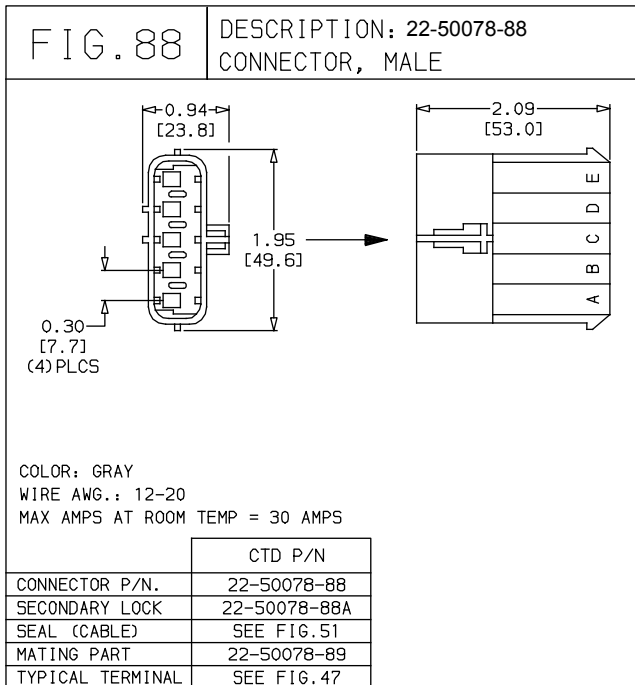 FIG.88
DESCRIPTION: 22-50078-88
CONNECTOR, MALE
0.94
[23.8]
2.09
[53.0]
1.95
[49.6]
0.30
[7.7]
(4)PLCS
E
D
C
B
A
COLOR: GRAY
WIRE AWG.: 12-20
MAX AMPS AT ROOM TEMP = 30 AMPS
CTD P/N
CONNECTOR P/N. 22-50078-88
SECONDARY LOCK 22-50078-88A
SEAL (CABLE) SEE FIG.51
MATING PART 22-50078-89
TYPICAL TERMINAL SEE FIG.47